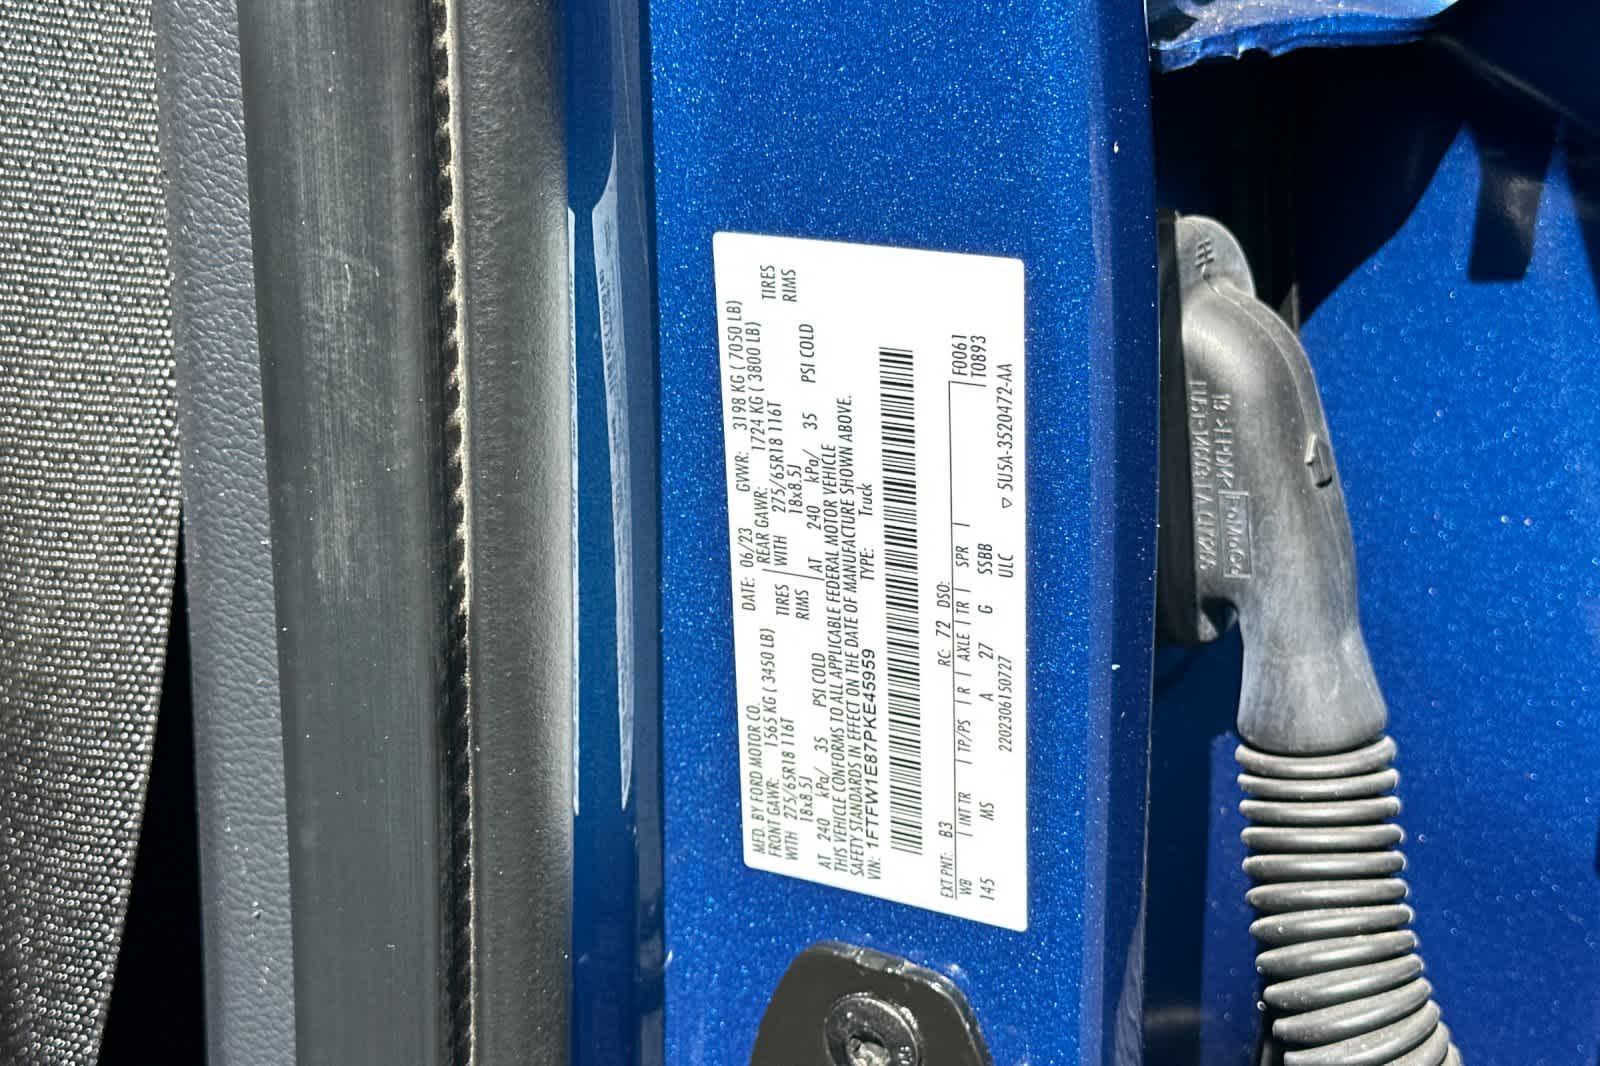 MFD. BY FORD MOTOR CO.
DATE: 06/23 GVWR: 3198 KG ( 7050 LB)
FRONT GAWR: 1565 KG ( 3450 LB) REAR GAWR: 1724 KG ( 3800 LB)
WITH 275/65R18 116T TIRES WITH 275/65R18 116T TIRES
18x8.5J RIMS 18x8.5J RIMS
AT 240 kPa/ 35 PSI COLD AT 240 kPa/ 35 PSI COLD
THIS VEHICLE CONFORMS TO ALL APPLICABLE FEDERAL MOTOR VEHICLE
SAFETY STANDARDS IN EFFECT ON THE DATE OF MANUFACTURE SHOWN ABOVE.
VIN: 1FTFW1E87PKE45959 TYPE: Truck
EXT PNT: B3 RC: 72 DSO: F0061
WB INT TR TP/PS R AXLE TR SPR T0893
145 MS A 27 G SSBB
2202306150727 ULC ▽ 5U5A-3520472-AA